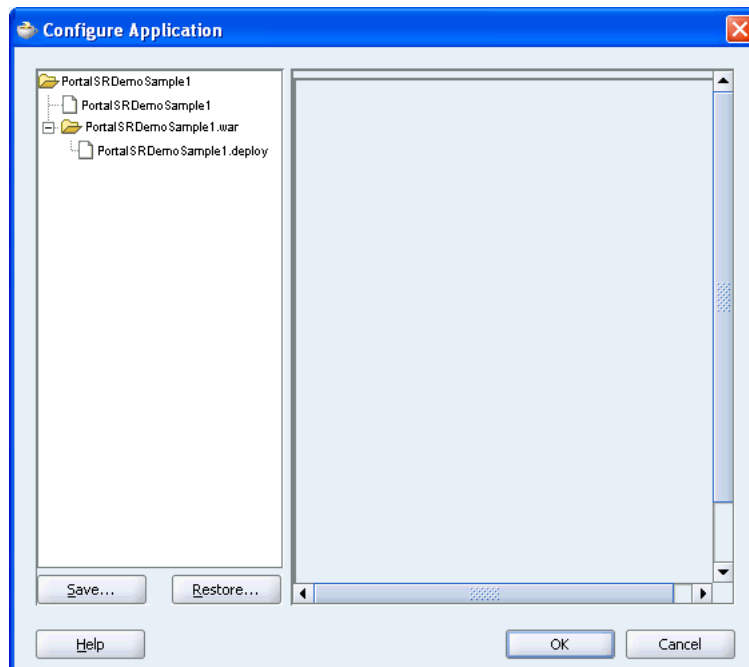 Configure Application
PortalSRDemoSample1
PortalSRDemoSample1
PortalSRDemoSample1.war
PortalSRDemoSample1.deploy
Save...
Restore...
Help
OK
Cancel